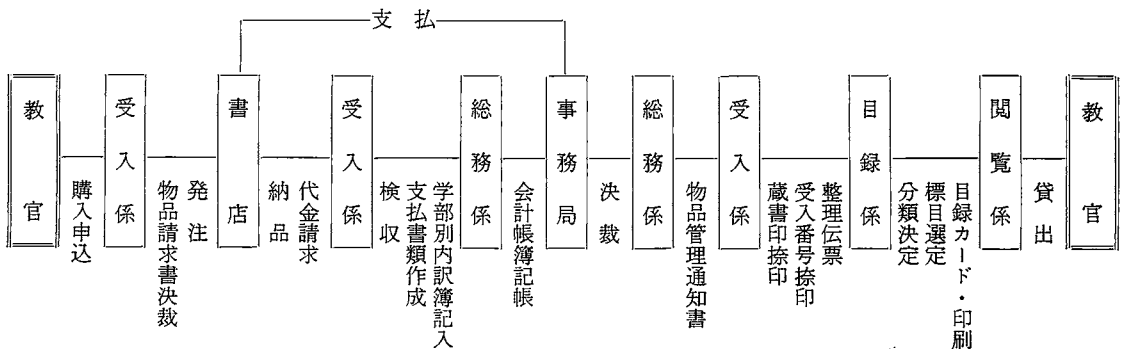 支払
教官
購入申込
受入係
物品請求書決裁
発注
書店
納品
代金請求
受入係
検収
支払書類作成
学部別内訳簿記入
総務係
会計帳簿記帳
事務局
決裁
総務係
物品管理通知書
受入係
蔵書印捺印
受入番号捺印
整理伝票
目録係
分類決定
標目選定
目録カード・印刷
閲覧係
貸出
教官